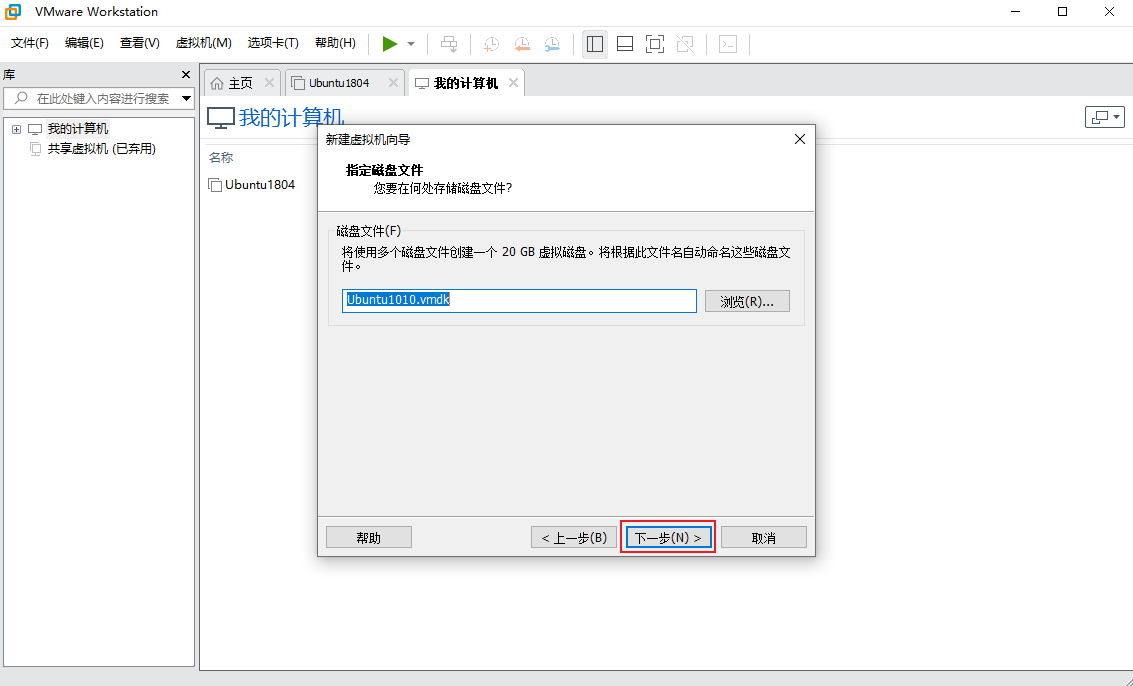 VMware Workstation
文件(F) 编辑(E) 查看(V) 虚拟机(M) 选项卡(T) 帮助(H)
库
在此处键入内容进行搜索
我的计算机
共享虚拟机 (已弃用)
主页 Ubuntu1804 我的计算机
我的计算机
名称
Ubuntu1804
新建虚拟机向导
指定磁盘文件
您要在何处存储磁盘文件?
磁盘文件(F)
将使用多个磁盘文件创建一个 20 GB 虚拟磁盘。将根据此文件名自动命名这些磁盘文
件。
Ubuntu1010.vmdk
浏览(R)...
帮助 < 上一步(B) 下一步(N) > 取消